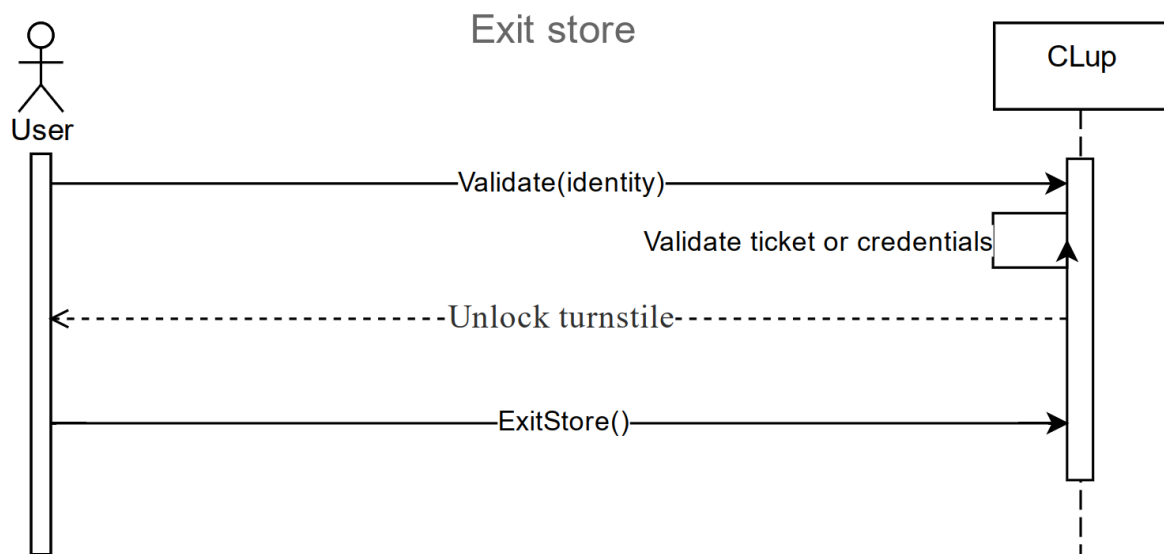 Exit store
CLup
User
Validate(identity)
Validate ticket or credentials
Unlock turnstile
ExitStore()